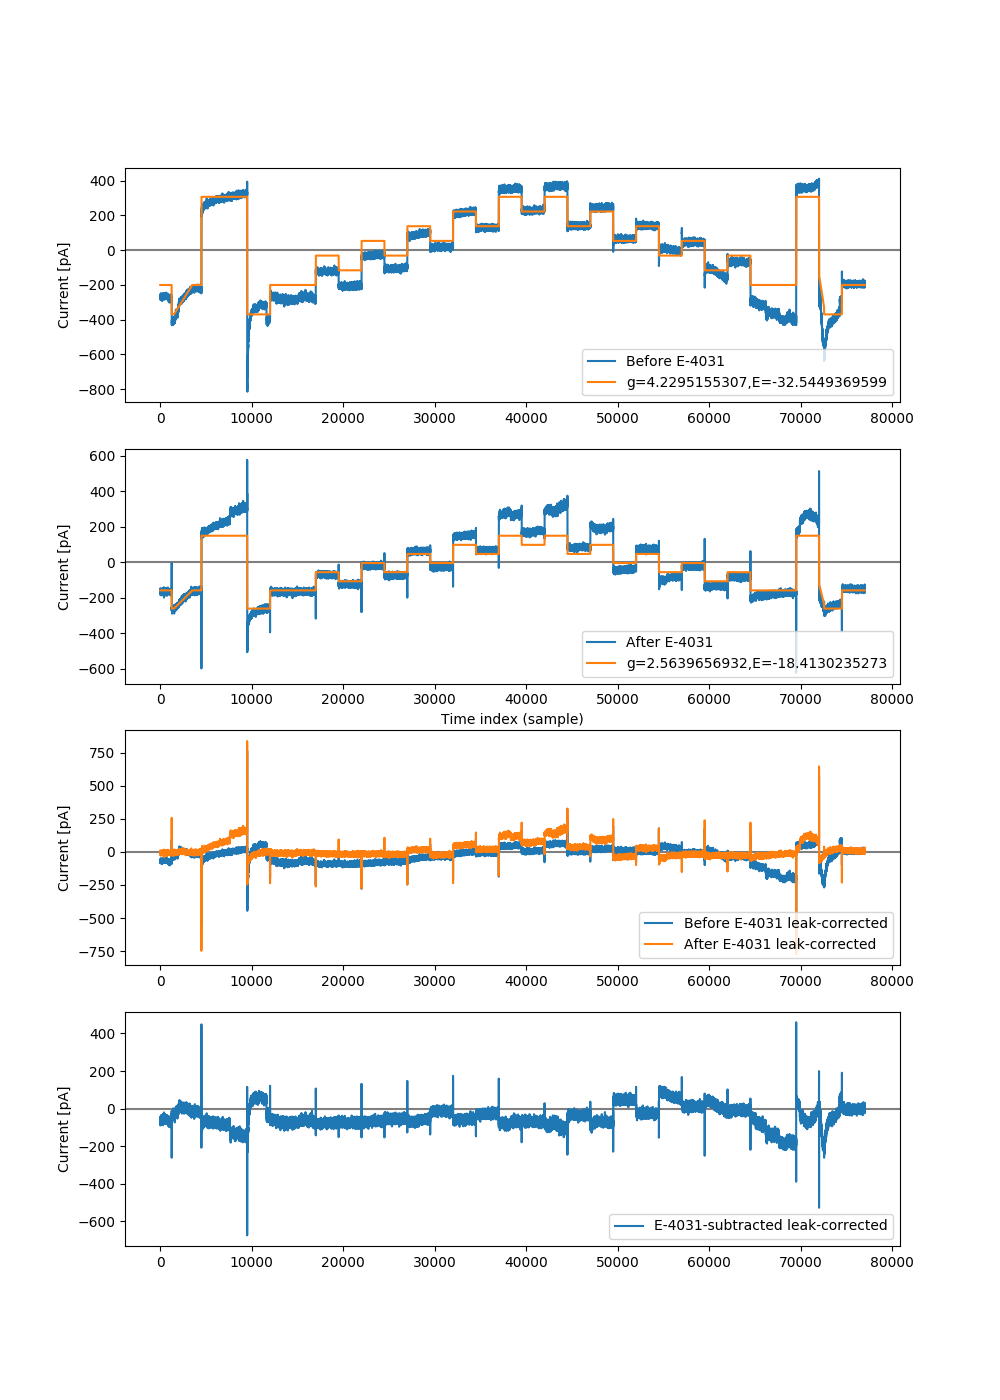 400
200
0
−200
−400
−600
−800
Current [pA]
Before E-4031
g=4.2295155307,E=-32.5449369599
0 10000 20000 30000 40000 50000 60000 70000 80000
600
400
200
0
−200
−400
−600
Current [pA]
After E-4031
g=2.5639656932,E=-18.4130235273
0 10000 20000 30000 40000 50000 60000 70000 80000
Time index (sample)
750
500
250
0
−250
−500
−750
Current [pA]
Before E-4031 leak-corrected
After E-4031 leak-corrected
0 10000 20000 30000 40000 50000 60000 70000 80000
400
200
0
−200
−400
−600
Current [pA]
E-4031-subtracted leak-corrected
0 10000 20000 30000 40000 50000 60000 70000 80000